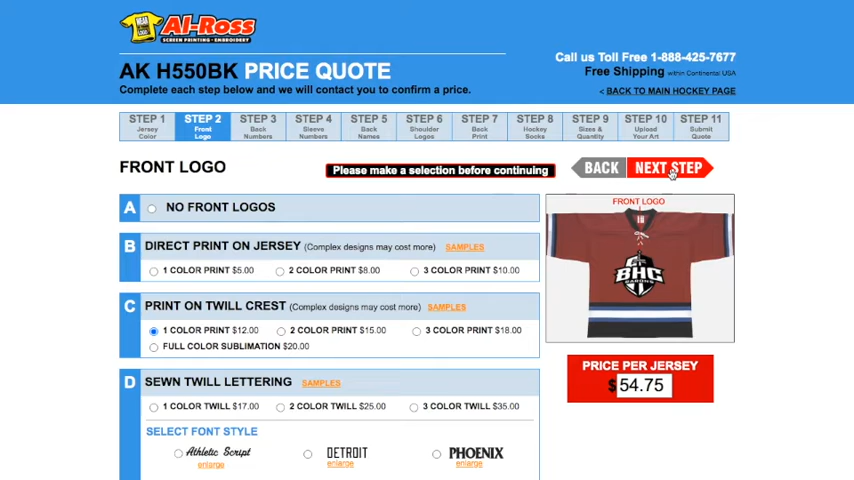 WEAR YOUR LOGO
Al-Ross
SCREEN PRINTING - EMBROIDERY
AK H550BK PRICE QUOTE
Complete each step below and we will contact you to confirm a price.
Call us Toll Free 1-888-425-7677
Free Shipping within Continental USA
< BACK TO MAIN HOCKEY PAGE
STEP 1
Jersey
Color
STEP 2
Front
Logo
STEP 3
Back
Numbers
STEP 4
Sleeve
Numbers
STEP 5
Back
Names
STEP 6
Shoulder
Logos
STEP 7
Back
Print
STEP 8
Hockey
Socks
STEP 9
Sizes &
Quantity
STEP 10
Upload
Your Art
STEP 11
Submit
Quote
FRONT LOGO
Please make a selection before continuing
BACK
NEXT STEP
A NO FRONT LOGOS
B DIRECT PRINT ON JERSEY (Complex designs may cost more) SAMPLES
1 COLOR PRINT $5.00 2 COLOR PRINT $8.00 3 COLOR PRINT $10.00
C PRINT ON TWILL CREST (Complex designs may cost more) SAMPLES
1 COLOR PRINT $12.00 2 COLOR PRINT $15.00 3 COLOR PRINT $18.00
FULL COLOR SUBLIMATION $20.00
D SEWN TWILL LETTERING SAMPLES
1 COLOR TWILL $17.00 2 COLOR TWILL $25.00 3 COLOR TWILL $35.00
SELECT FONT STYLE
Athletic Script DETROIT PHOENIX
enlarge enlarge enlarge
FRONT LOGO
BHC
BARONS
PRICE PER JERSEY
$ 54.75